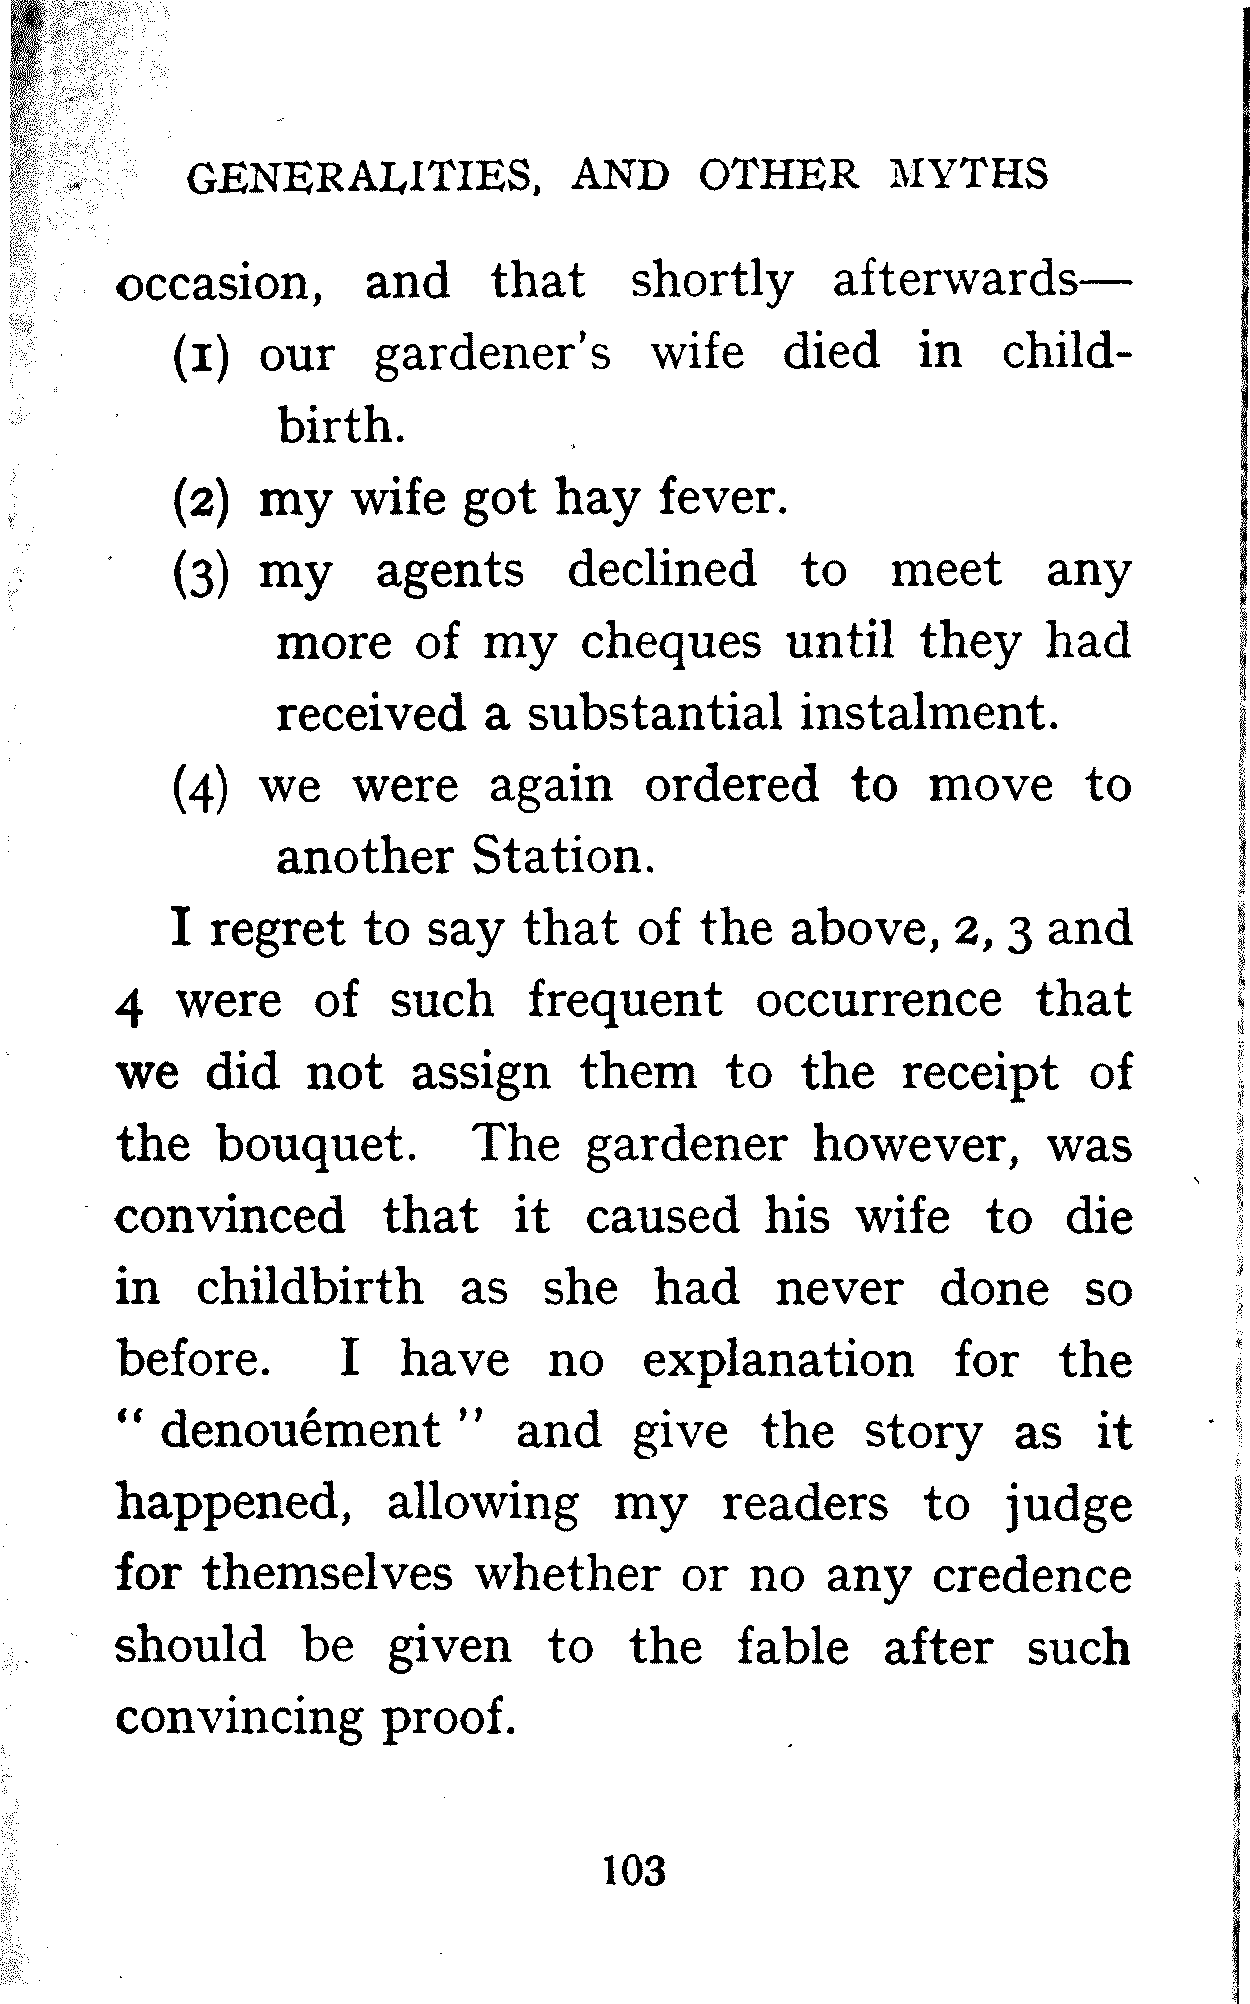 GENERALITIES, AND OTHER MYTHS
occasion, and that shortly afterwards—
(1) our gardener's wife died in child-
birth.
(2) my wife got hay fever.
(3) my agents declined to meet any
more of my cheques until they had
received a substantial instalment.
(4) we were again ordered to move to
another Station.
I regret to say that of the above, 2, 3 and
4 were of such frequent occurrence that
we did not assign them to the receipt of
the bouquet. The gardener however, was
convinced that it caused his wife to die
in childbirth as she had never done so
before. I have no explanation for the
“ denouément ” and give the story as it
happened, allowing my readers to judge
for themselves whether or no any credence
should be given to the fable after such
convincing proof.
103